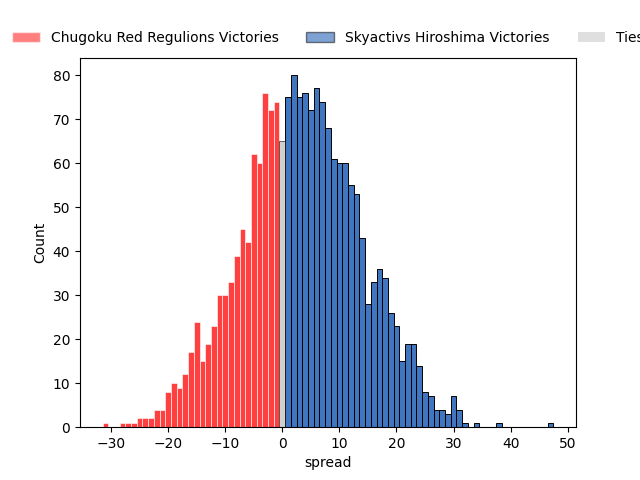 Chugoku Red Regulions Victories Skyactivs Hiroshima Victories Ties
80
70
60
50
40
30
20
10
0
Count
−30 −20 −10 0 10 20 30 40 50
spread